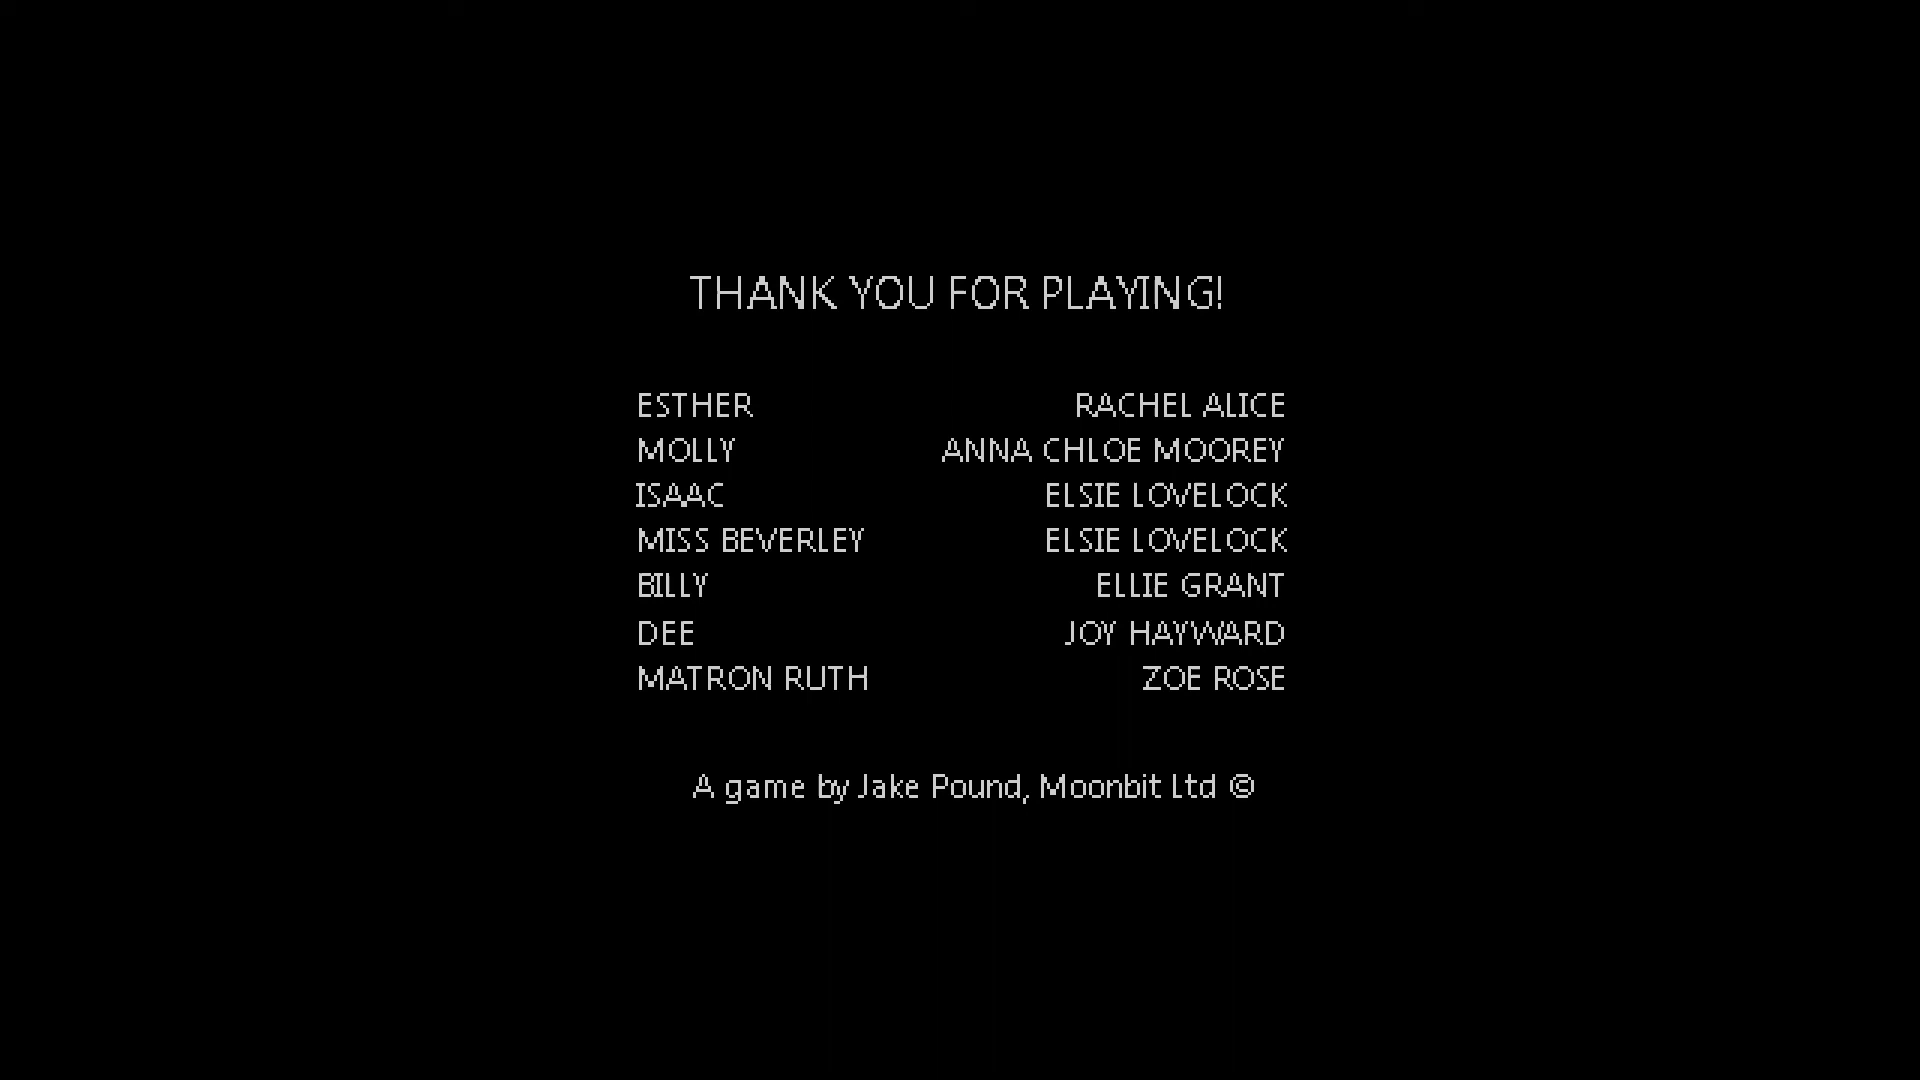 THANK YOU FOR PLAYING!
ESTHER RACHEL ALICE
MOLLY ANNA CHLOE MOOREY
ISAAC ELSIE LOVELOCK
MISS BEVERLEY ELSIE LOVELOCK
BILLY ELLIE GRANT
DEE JOY HAYWARD
MATRON RUTH ZOE ROSE
A game by Jake Pound, Moonbit Ltd ©